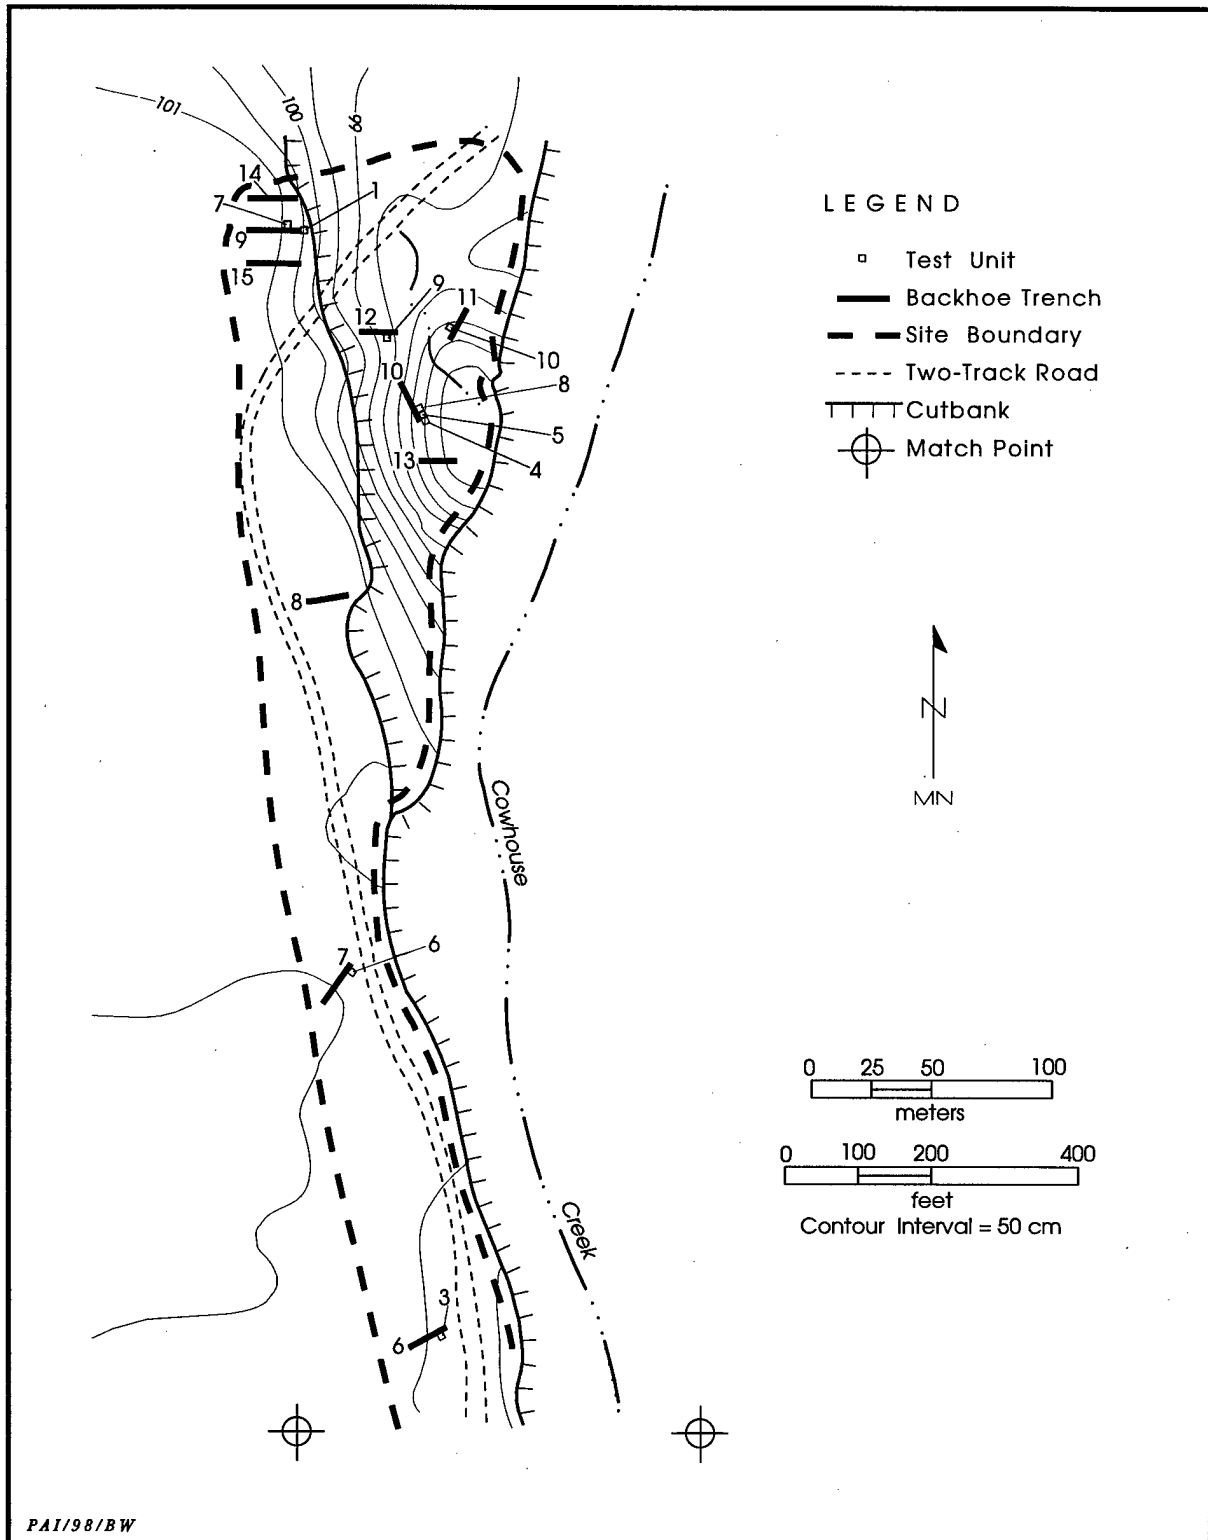 101
100
99
14
7
1
9
15
12
9
11
10
10
8
5
4
13
8
7
6
3
6
Cowhouse
Creek
LEGEND
Test Unit
Backhoe Trench
Site Boundary
Two-Track Road
Cutbank
Match Point
N
MN
0 25 50 100
meters
0 100 200 400
feet
Contour Interval = 50 cm
PAI/98/BW